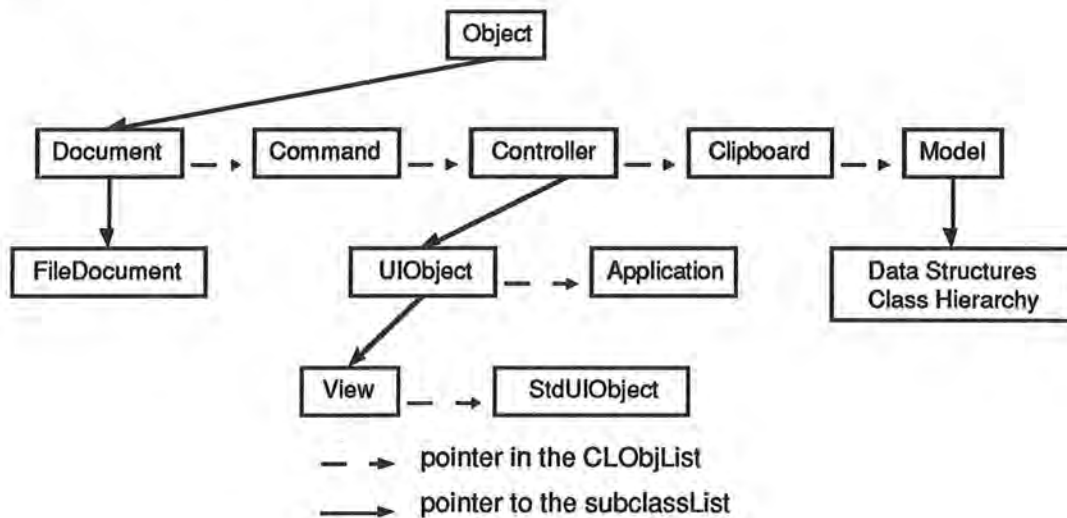 Object
Document
Command
Controller
Clipboard
Model
FileDocument
UIObject
Application
Data Structures
Class Hierarchy
View
StdUIObject
pointer in the CLObjList
pointer to the subclassList